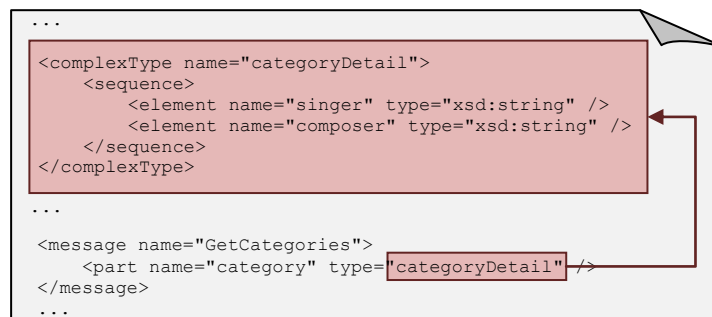 ...
<complexType name="categoryDetail">
<sequence>
<element name="singer" type="xsd:string" />
<element name="composer" type="xsd:string" />
</sequence>
</complexType>
...
<message name="GetCategories">
<part name="category" type="categoryDetail" />
</message>
...